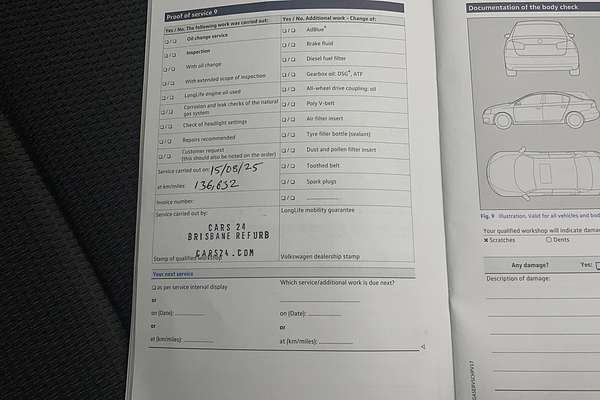 Proof of service 9
Yes / No. The following work was carried out:
❑ / ❑ Oil change service
❑ / ❑ Inspection
❑ / ❑ With oil change
❑ / ❑ With extended scope of inspection
❑ / ❑ LongLife engine oil used
❑ / ❑ Corrosion and leak checks of the natural
gas system
❑ / ❑ Check of headlight settings
❑ / ❑ Repairs recommended
❑ / ❑ Customer request
(this should also be noted on the order)
Service carried out on: 15/08/25
at km/miles: 136,632
Invoice number:
Service carried out by:
CARS 24
BRISBANE REFURB
CARS24.COM
Stamp of qualified workshop
Yes / No. Additional work - Change of:
❑ / ❑ AdBlue
❑ / ❑ Brake fluid
❑ / ❑ Diesel fuel filter
❑ / ❑ Gearbox oil: DSG, ATF
❑ / ❑ All-wheel drive coupling: oil
❑ / ❑ Poly V-belt
❑ / ❑ Air filter insert
❑ / ❑ Tyre filler bottle (sealant)
❑ / ❑ Dust and pollen filter insert
❑ / ❑ Toothed belt
❑ / ❑ Spark plugs
❑ / ❑
LongLife mobility guarantee
Volkswagen dealership stamp
Your next service
❑ as per service interval display
or
on (Date):
or
at (km/miles):
Which service/additional work is due next?
on (Date):
or
at (km/miles):
Documentation of the body check
Fig. 9 Illustration. Valid for all vehicles and
Your qualified workshop will indicate
✖ Scratches ❑ Dents
Any damage? Yes:
Description of damage: